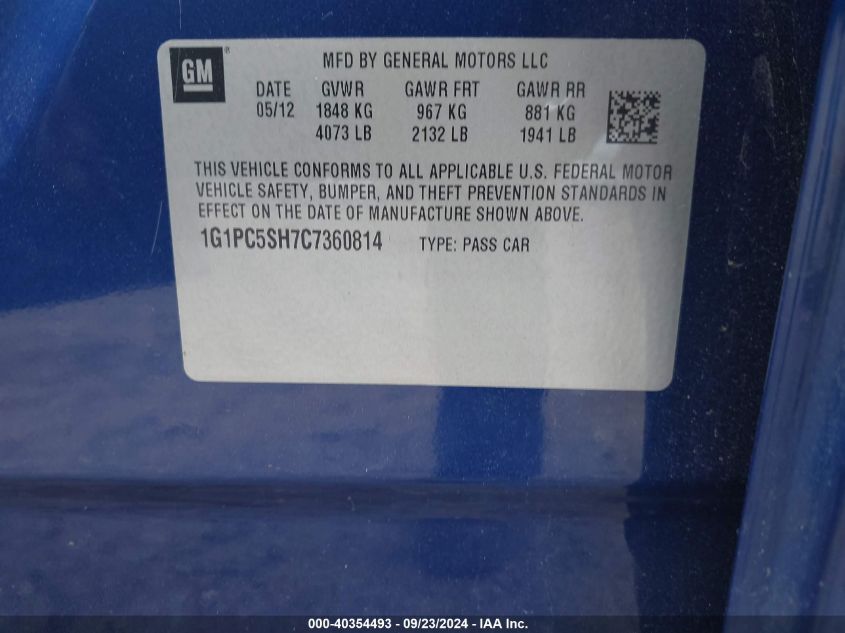 GM ®
MFD BY GENERAL MOTORS LLC
DATE GVWR GAWR FRT GAWR RR
05/12 1848 KG 967 KG 881 KG
4073 LB 2132 LB 1941 LB
THIS VEHICLE CONFORMS TO ALL APPLICABLE U.S. FEDERAL MOTOR
VEHICLE SAFETY, BUMPER, AND THEFT PREVENTION STANDARDS IN
EFFECT ON THE DATE OF MANUFACTURE SHOWN ABOVE.
1G1PC5SH7C7360814 TYPE: PASS CAR
000-40354493 - 09/23/2024 - IAA Inc.